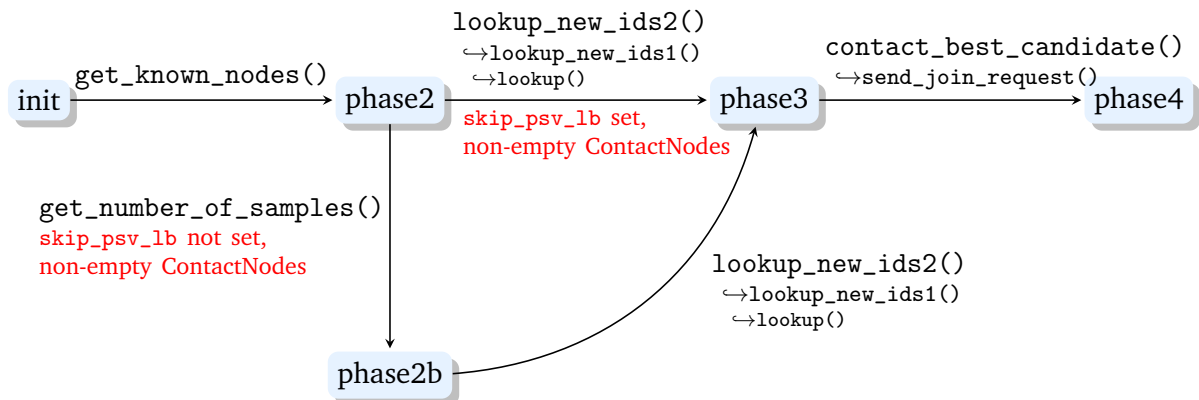 lookup_new_ids2()
↪lookup_new_ids1()
↪lookup()
contact_best_candidate()
↪send_join_request()
get_known_nodes()
init
phase2
phase3
phase4
skip_psv_lb set,
non-empty ContactNodes
get_number_of_samples()
skip_psv_lb not set,
non-empty ContactNodes
lookup_new_ids2()
↪lookup_new_ids1()
↪lookup()
phase2b